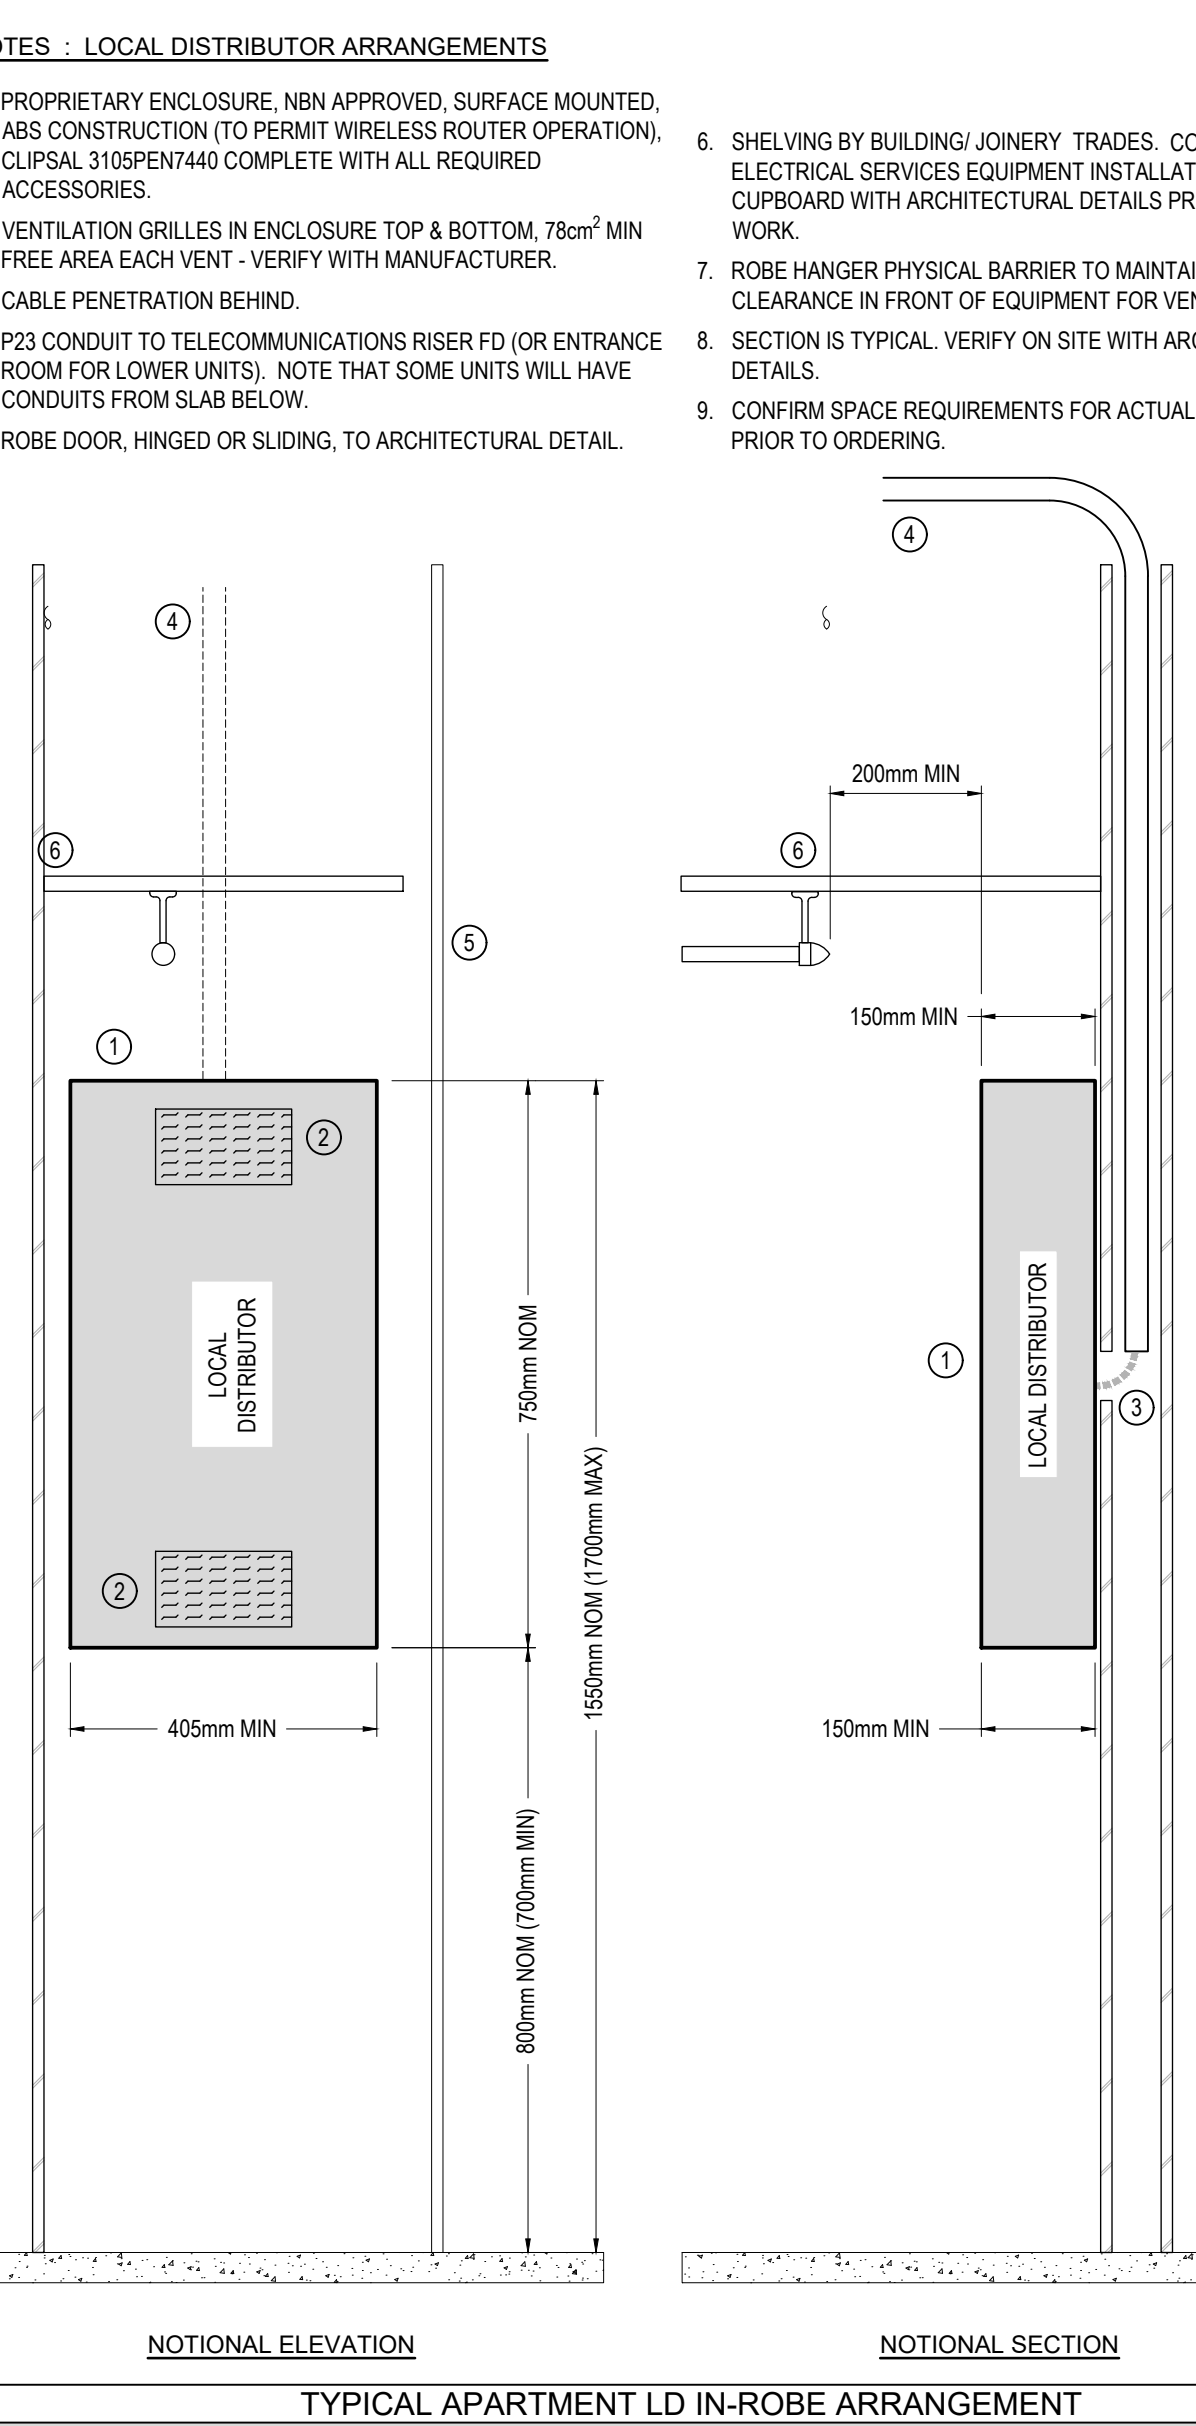 OTES : LOCAL DISTRIBUTOR ARRANGEMENTS
PROPRIETARY ENCLOSURE, NBN APPROVED, SURFACE MOUNTED,
ABS CONSTRUCTION (TO PERMIT WIRELESS ROUTER OPERATION),
CLIPSAL 3105PEN7440 COMPLETE WITH ALL REQUIRED
ACCESSORIES.
VENTILATION GRILLES IN ENCLOSURE TOP & BOTTOM, 78cm² MIN
FREE AREA EACH VENT - VERIFY WITH MANUFACTURER.
CABLE PENETRATION BEHIND.
P23 CONDUIT TO TELECOMMUNICATIONS RISER FD (OR ENTRANCE
ROOM FOR LOWER UNITS). NOTE THAT SOME UNITS WILL HAVE
CONDUITS FROM SLAB BELOW.
ROBE DOOR, HINGED OR SLIDING, TO ARCHITECTURAL DETAIL.
6. SHELVING BY BUILDING/ JOINERY TRADES. CO
ELECTRICAL SERVICES EQUIPMENT INSTALLAT
CUPBOARD WITH ARCHITECTURAL DETAILS PR
WORK.
7. ROBE HANGER PHYSICAL BARRIER TO MAINTAI
CLEARANCE IN FRONT OF EQUIPMENT FOR VEN
8. SECTION IS TYPICAL. VERIFY ON SITE WITH ARC
DETAILS.
9. CONFIRM SPACE REQUIREMENTS FOR ACTUAL
PRIOR TO ORDERING.
4
6
5
1
2
LOCAL
DISTRIBUTOR
2
405mm MIN
750mm NOM
1550mm NOM (1700mm MAX)
800mm NOM (700mm MIN)
NOTIONAL ELEVATION
4
200mm MIN
6
150mm MIN
1
LOCAL DISTRIBUTOR
3
150mm MIN
NOTIONAL SECTION
TYPICAL APARTMENT LD IN-ROBE ARRANGEMENT